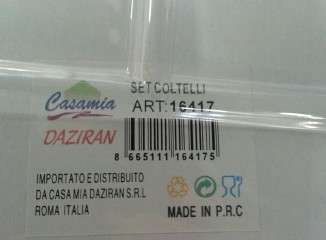 SET COLTELLI
Casamia
ART:16417
DAZIRAN
8 665111 164175
IMPORTATO E DISTRIBUITO
DA CASA MIA DAZIRAN S.R.L
ROMA ITALIA
MADE IN P.R.C